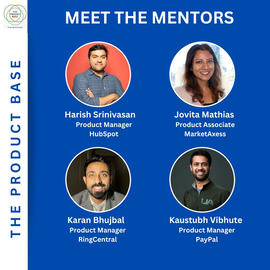 MEET THE MENTORS
THE PRODUCT BASE
Harish Srinivasan
Product Manager
HubSpot
Jovita Mathias
Product Associate
MarketAxess
Karan Bhujbal
Product Manager
RingCentral
Kaustubh Vibhute
Product Manager
PayPal